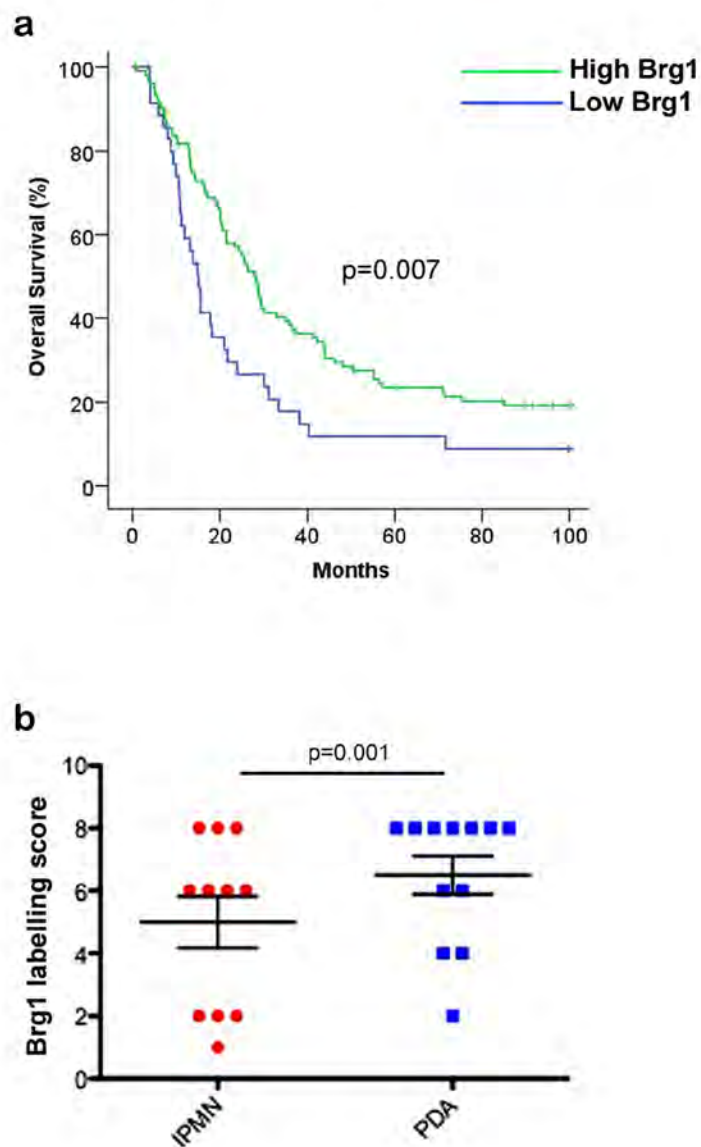 a
High Brg1
Low Brg1
100
80
60
40
20
0
Overall Survival (%)
p=0.007
0 20 40 60 80 100
Months
b
p=0.001
10
8
6
4
2
0
Brg1 labelling score
IPMN PDA